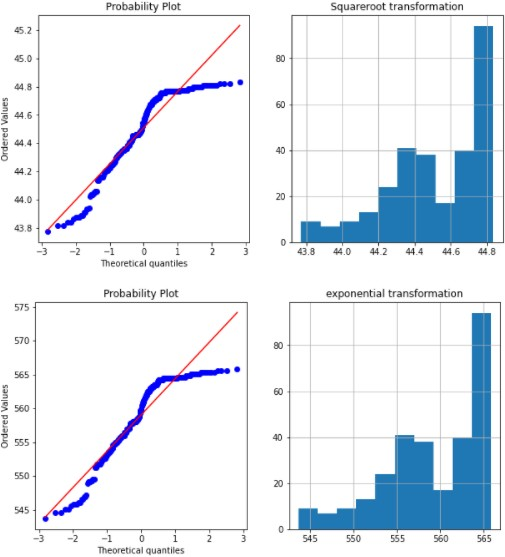 Probability Plot
Squareroot transformation
Ordered Values
45.2
45.0
44.8
44.6
44.4
44.2
44.0
43.8
−3 −2 −1 0 1 2 3
Theoretical quantiles
80
60
40
20
0
43.8 44.0 44.2 44.4 44.6 44.8
Probability Plot
exponential transformation
Ordered Values
575
570
565
560
555
550
545
−3 −2 −1 0 1 2 3
Theoretical quantiles
80
60
40
20
0
545 550 555 560 565